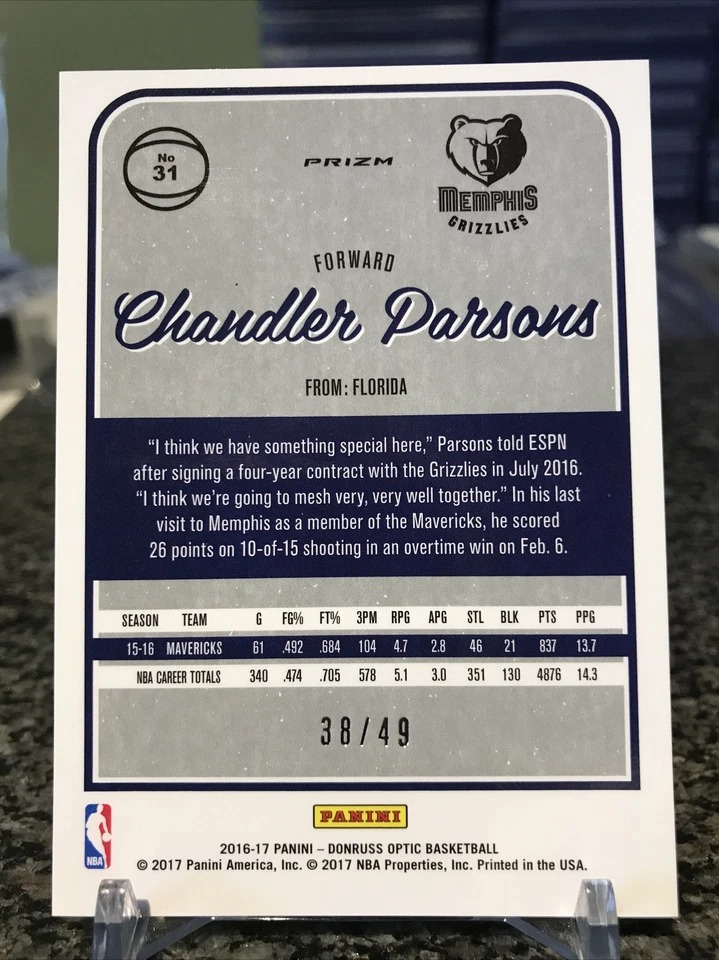 No
31
PRIZM
MEMPHIS
GRIZZLIES
FORWARD
Chandler Parsons
FROM: FLORIDA
“I think we have something special here,” Parsons told ESPN
after signing a four-year contract with the Grizzlies in July 2016.
“I think we’re going to mesh very, very well together.” In his last
visit to Memphis as a member of the Mavericks, he scored
26 points on 10-of-15 shooting in an overtime win on Feb. 6.
SEASON TEAM G FG% FT% 3PM RPG APG STL BLK PTS PPG
15-16 MAVERICKS 61 .492 .684 104 4.7 2.8 46 21 837 13.7
NBA CAREER TOTALS 340 .474 .705 578 5.1 3.0 351 130 4876 14.3
38/49
PANINI
NBA
2016-17 PANINI – DONRUSS OPTIC BASKETBALL
© 2017 Panini America, Inc. © 2017 NBA Properties, Inc. Printed in the USA.